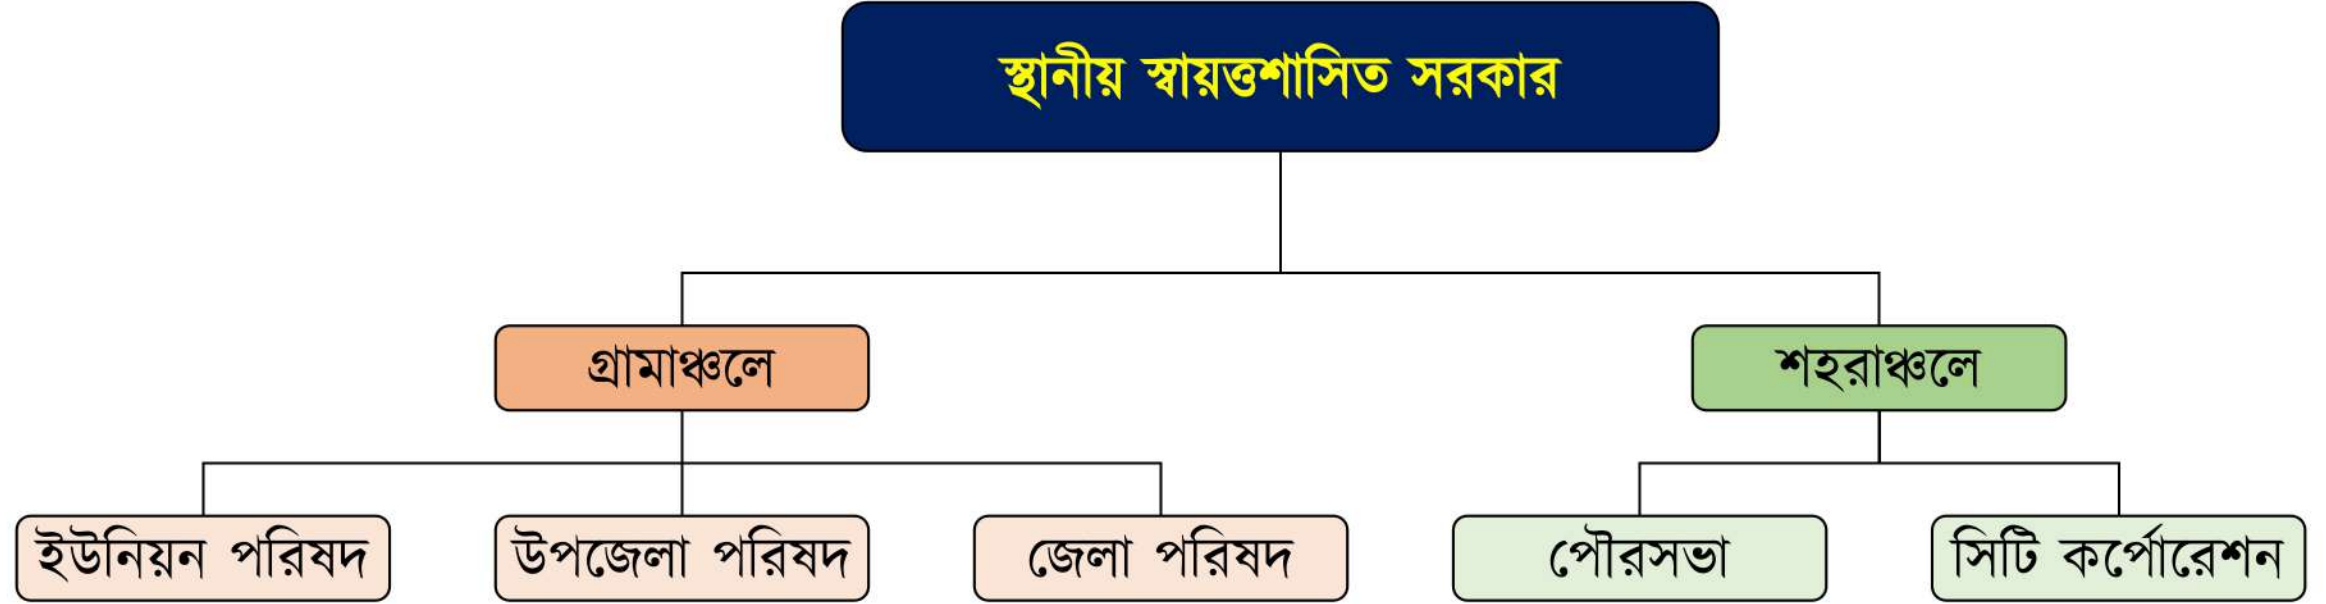 স্থানীয় স্বায়ত্তশাসিত সরকার
গ্রামাঞ্চলে
শহরাঞ্চলে
ইউনিয়ন পরিষদ
উপজেলা পরিষদ
জেলা পরিষদ
পৌরসভা
সিটি কর্পোরেশন